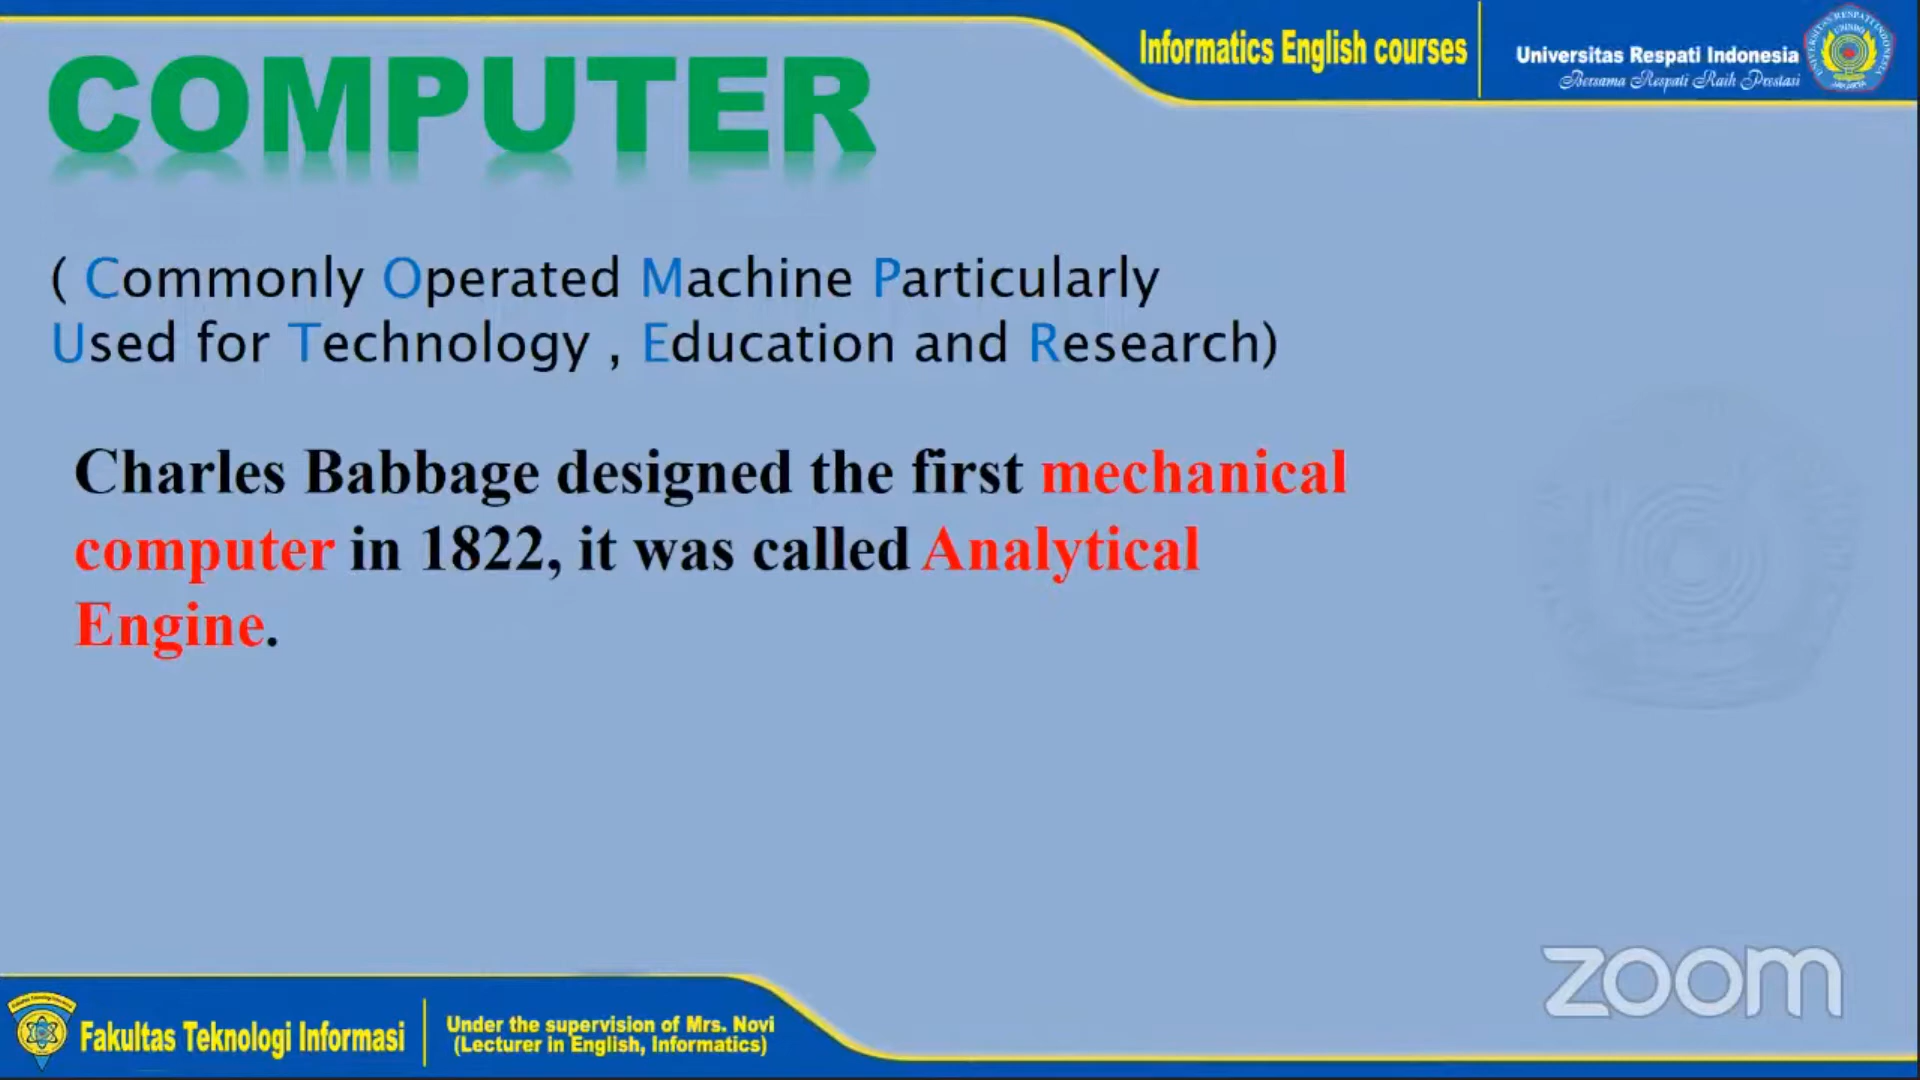 Informatics English courses
Universitas Respati Indonesia
Bersama Respati Raih Prestasi
COMPUTER
( Commonly Operated Machine Particularly
Used for Technology , Education and Research)
Charles Babbage designed the first mechanical
computer in 1822, it was called Analytical
Engine.
zoom
Fakultas Teknologi Informasi
Under the supervision of Mrs. Novi
(Lecturer in English, Informatics)